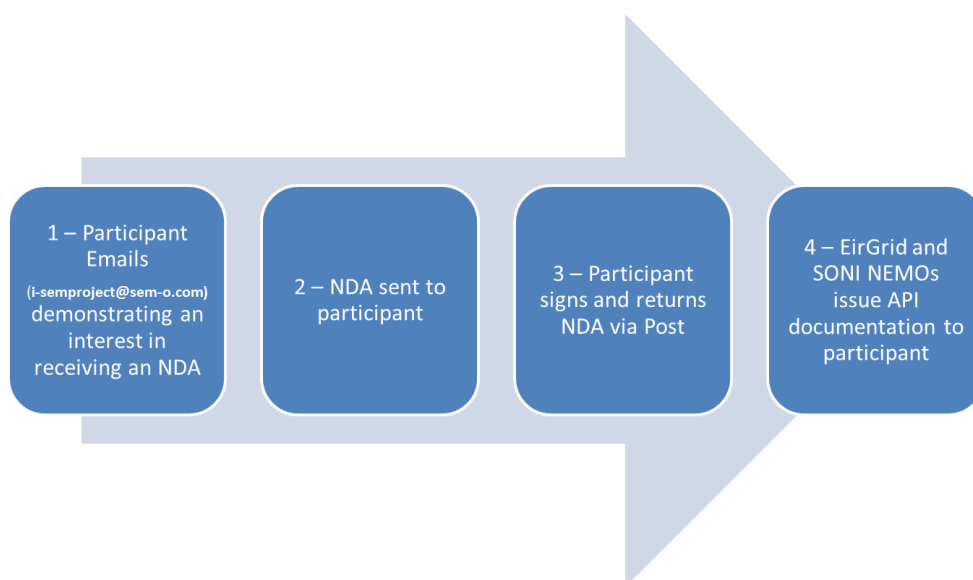 1 – Participant
Emails
(i-semproject@sem-o.com)
demonstrating an
interest in
receiving an NDA
2 – NDA sent to
participant
3 – Participant
signs and returns
NDA via Post
4 – EirGrid and
SONI NEMOs
issue API
documentation to
participant